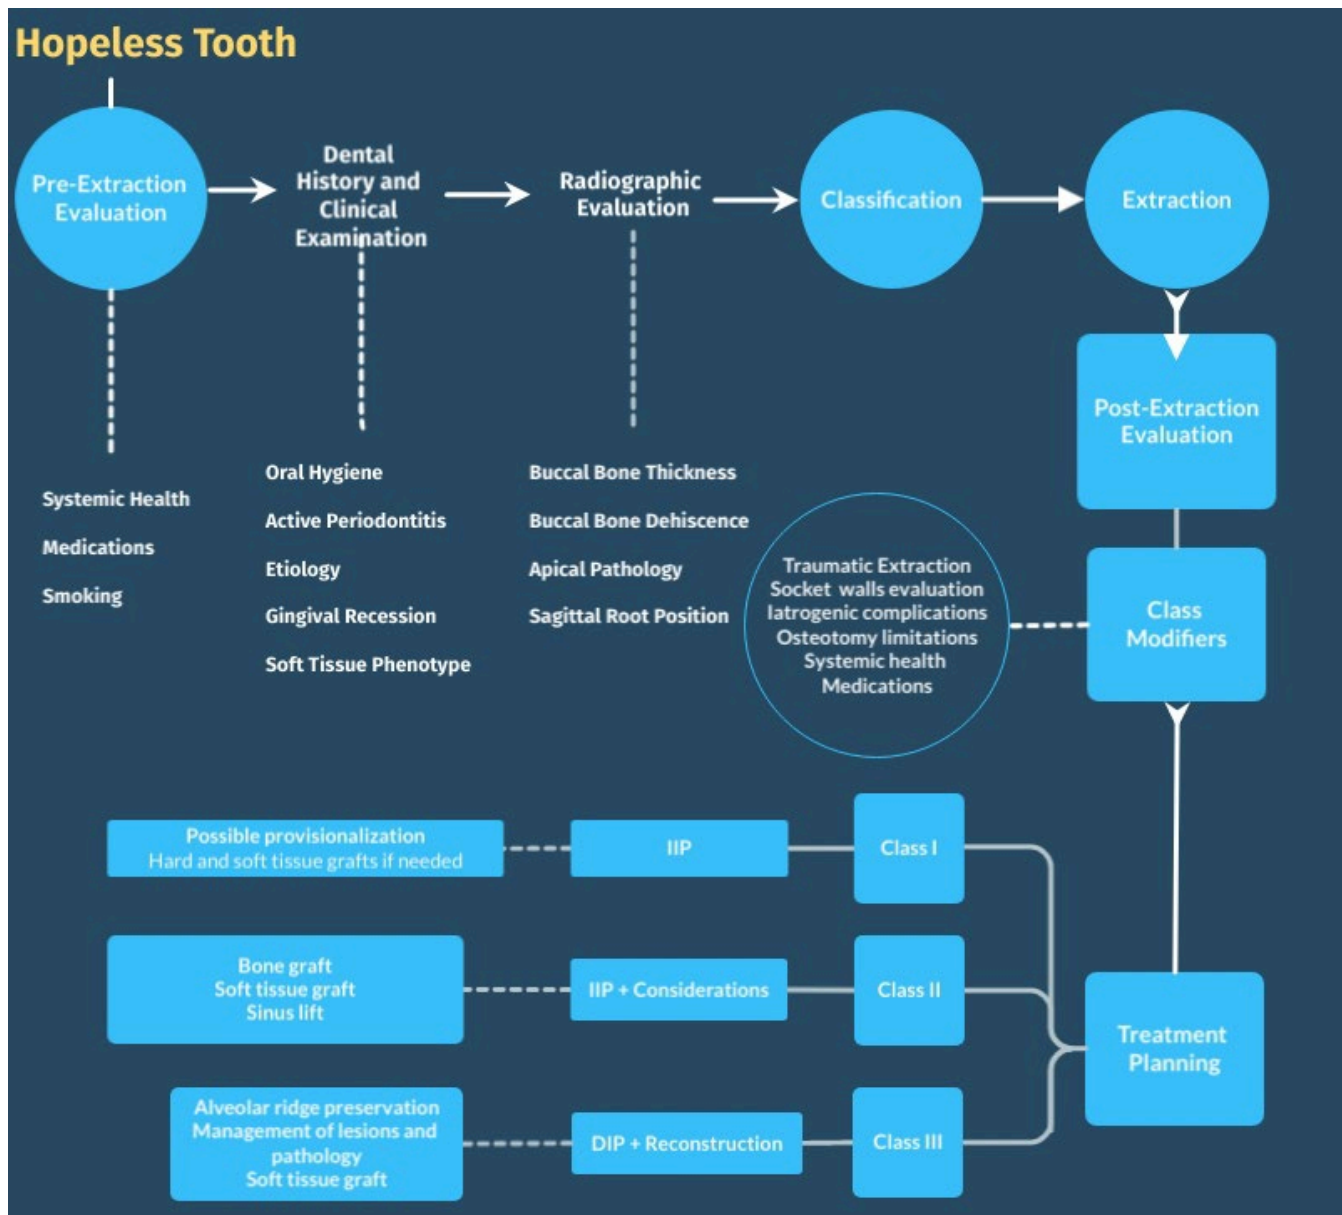 Hopeless Tooth
Pre-Extraction
Evaluation
Dental
History and
Clinical
Examination
Radiographic
Evaluation
Classification
Extraction
Systemic Health
Medications
Smoking
Oral Hygiene
Active Periodontitis
Etiology
Gingival Recession
Soft Tissue Phenotype
Buccal Bone Thickness
Buccal Bone Dehiscence
Apical Pathology
Sagittal Root Position
Post-Extraction
Evaluation
Traumatic Extraction
Socket walls evaluation
Iatrogenic complications
Osteotomy limitations
Systemic health
Medications
Class
Modifiers
Possible provisionalization
Hard and soft tissue grafts if needed
IIP
Class I
Bone graft
Soft tissue graft
Sinus lift
IIP + Considerations
Class II
Treatment
Planning
Alveolar ridge preservation
Management of lesions and
pathology
Soft tissue graft
DIP + Reconstruction
Class III